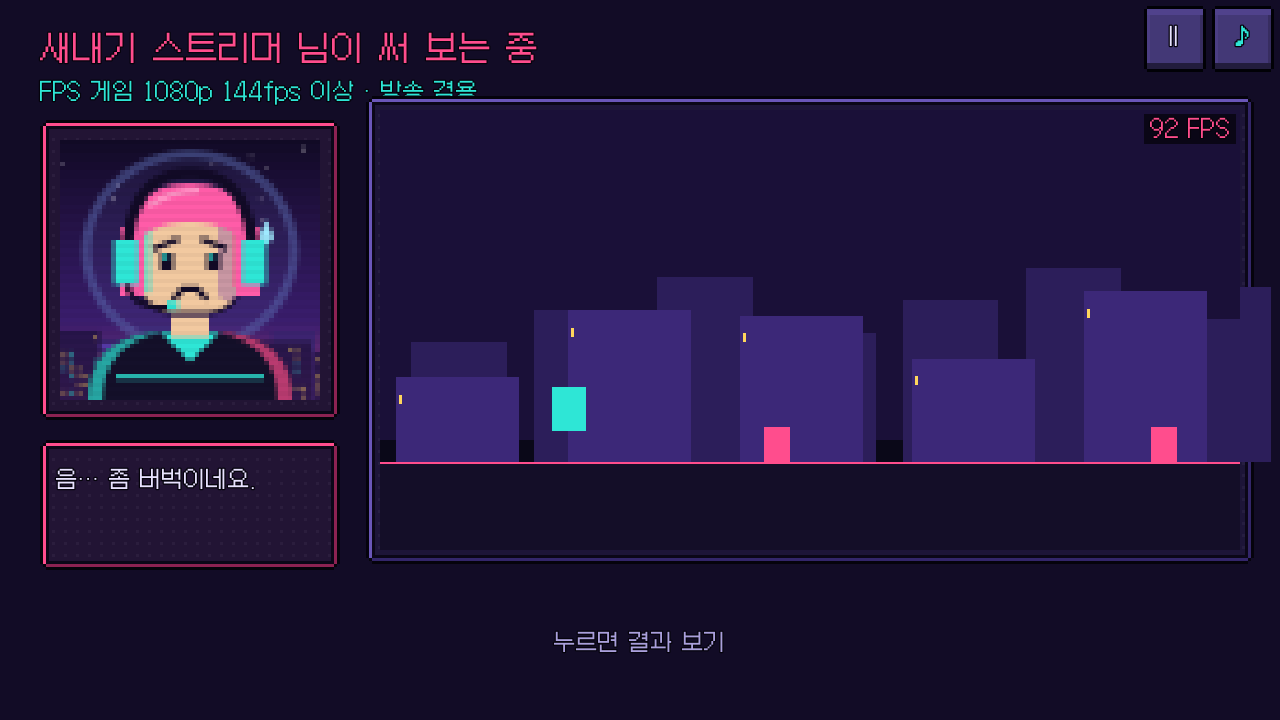 새내기 스트리머 님이 써 보는 중
FPS 게임 1080p 144fps 이상 · 방송 겸용
92 FPS
음… 좀 버벅이네요.
누르면 결과 보기